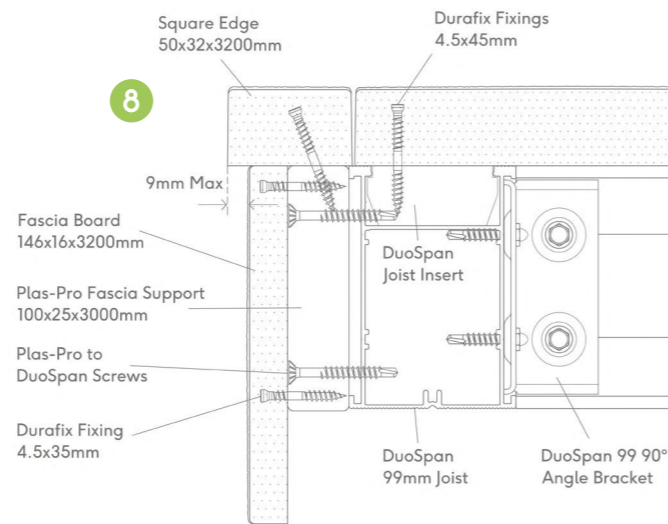 Square Edge
50x32x3200mm
Durafix Fixings
4.5x45mm
8
9mm Max
Fascia Board
146x16x3200mm
Plas-Pro Fascia Support
100x25x3000mm
Plas-Pro to
DuoSpan Screws
Durafix Fixing
4.5x35mm
DuoSpan
Joist Insert
DuoSpan
99mm Joist
DuoSpan 99 90°
Angle Bracket